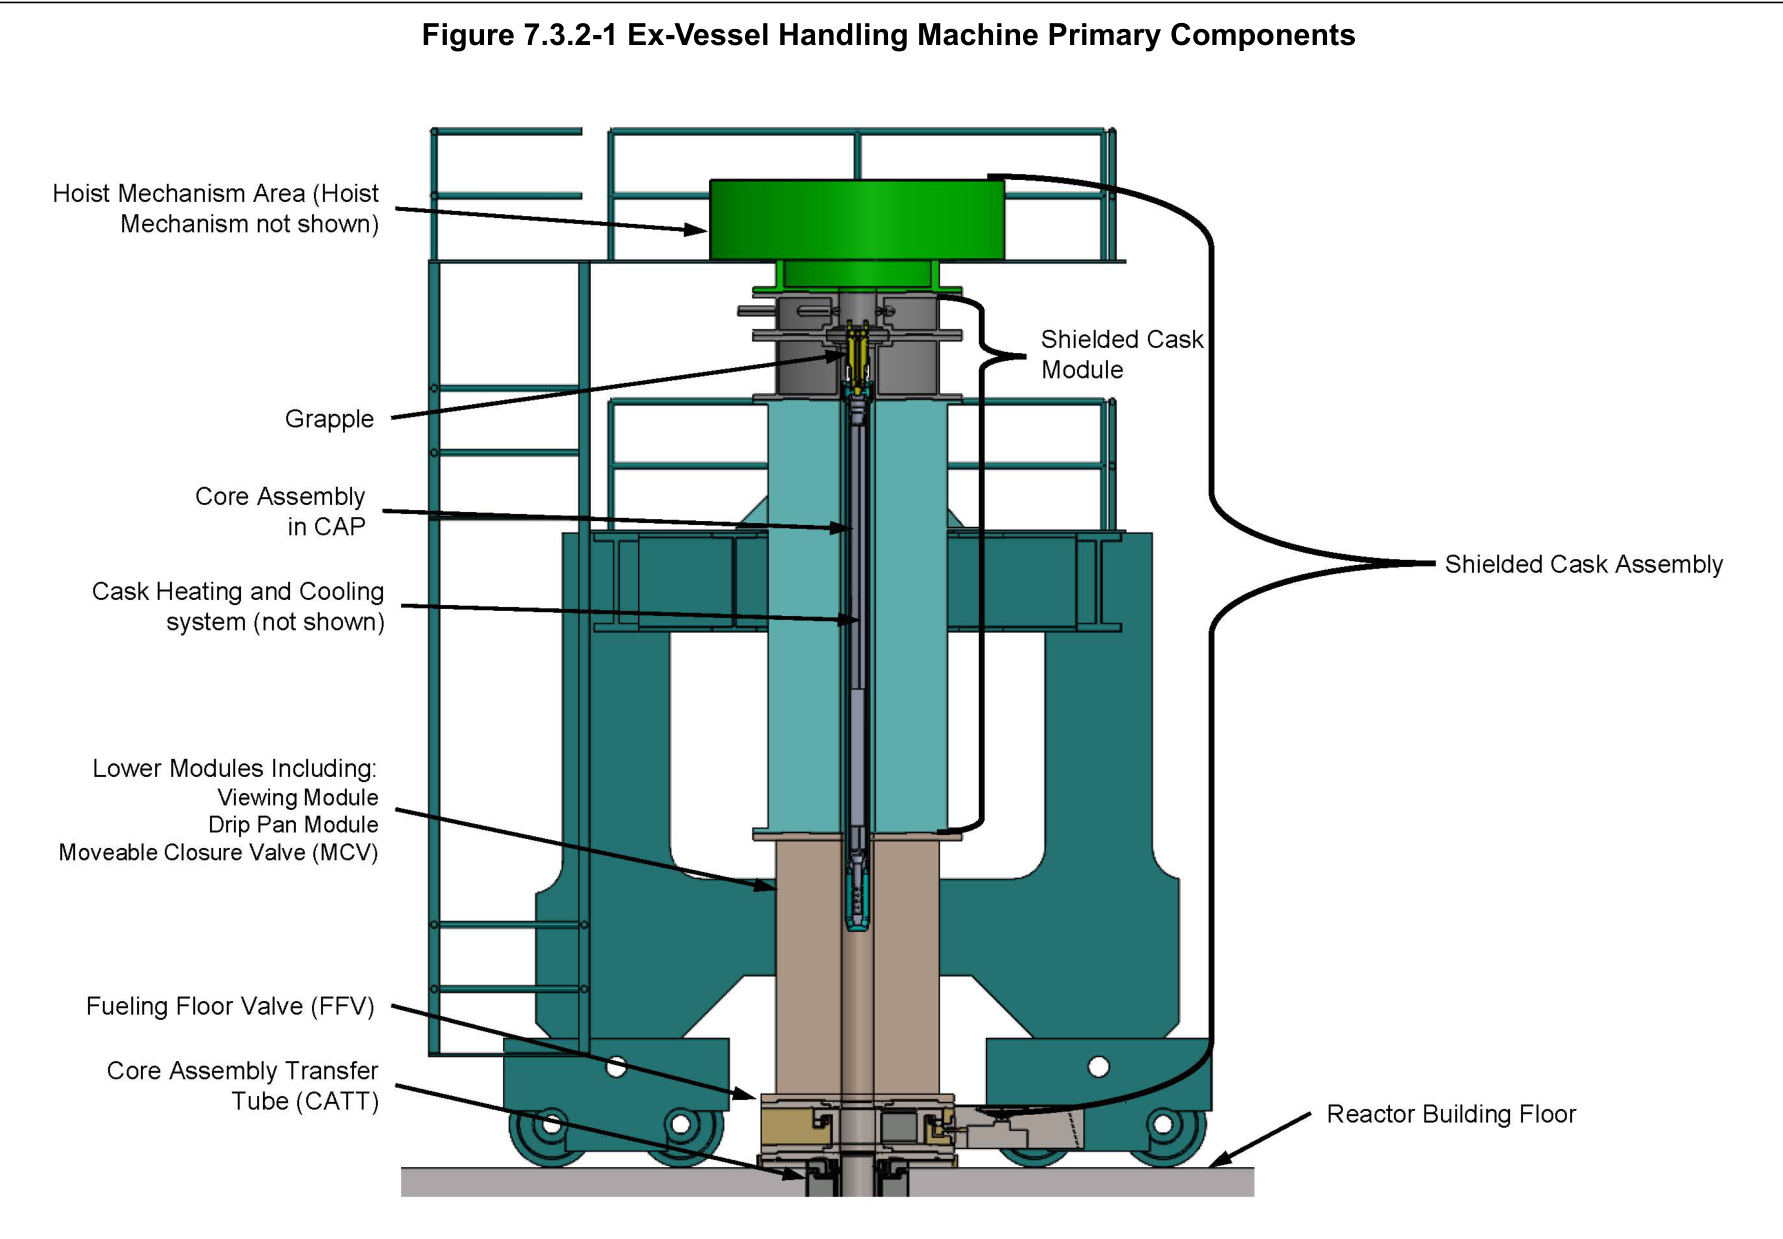 Figure 7.3.2-1 Ex-Vessel Handling Machine Primary Components
Hoist Mechanism Area (Hoist
Mechanism not shown)
Shielded Cask
Module
Grapple
Core Assembly
in CAP
Shielded Cask Assembly
Cask Heating and Cooling
system (not shown)
Lower Modules Including:
Viewing Module
Drip Pan Module
Moveable Closure Valve (MCV)
Fueling Floor Valve (FFV)
Core Assembly Transfer
Tube (CATT)
Reactor Building Floor